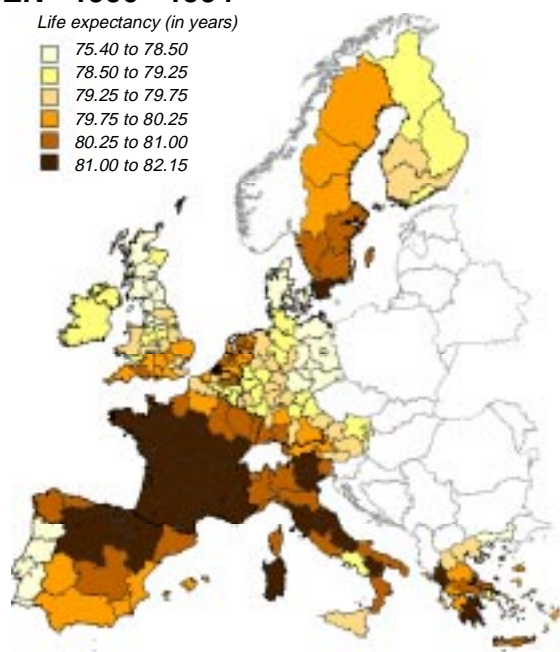 Life expectancy (in years)
75.40 to 78.50
78.50 to 79.25
79.25 to 79.75
79.75 to 80.25
80.25 to 81.00
81.00 to 82.15